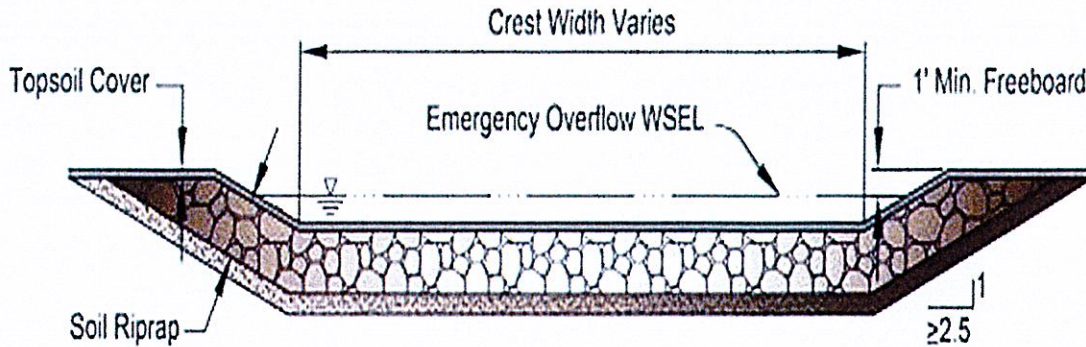 Crest Width Varies
Topsoil Cover
1' Min. Freeboard
Emergency Overflow WSEL
Soil Riprap
1
≥2.5